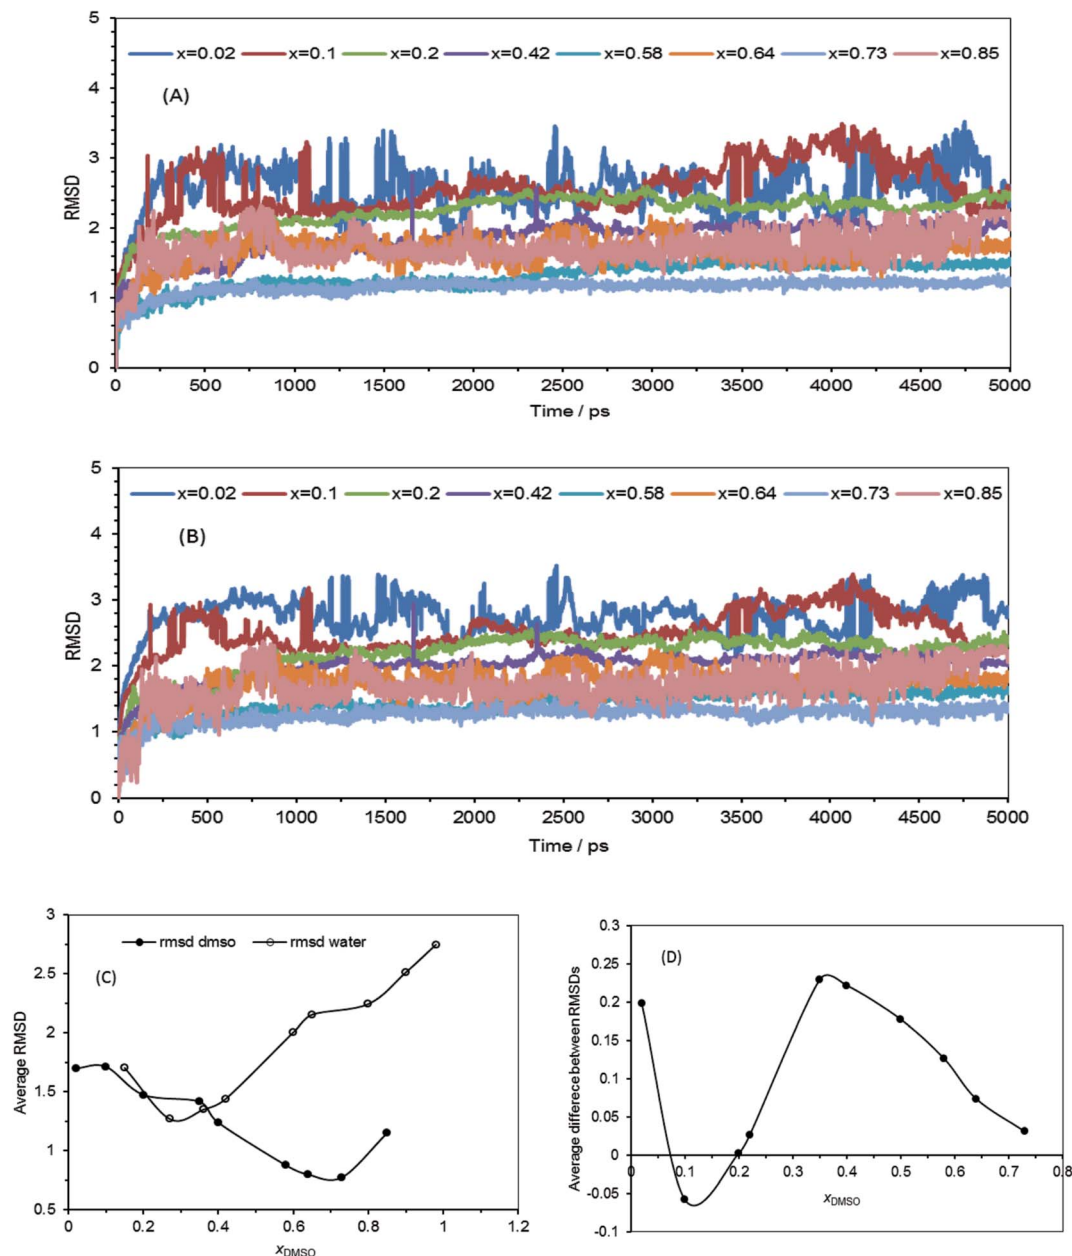 5
x=0.02 x=0.1 x=0.2 x=0.42 x=0.58 x=0.64 x=0.73 x=0.85
4
(A)
3
RMSD
2
1
0
0 500 1000 1500 2000 2500 3000 3500 4000 4500 5000
Time / ps
5
x=0.02 x=0.1 x=0.2 x=0.42 x=0.58 x=0.64 x=0.73 x=0.85
4
(B)
3
RMSD
2
1
0
0 500 1000 1500 2000 2500 3000 3500 4000 4500 5000
Time / ps
3
rmsd dmso rmsd water
2.5
(C)
2
Average RMSD
1.5
1
0.5
0 0.2 0.4 0.6 0.8 1 1.2
xDMSO
0.3
0.25
(D)
0.2
0.15
Average differece between RMSDs
0.1
0.05
0
0 0.1 0.2 0.3 0.4 0.5 0.6 0.7 0.8
-0.05
xDMSO
-0.1